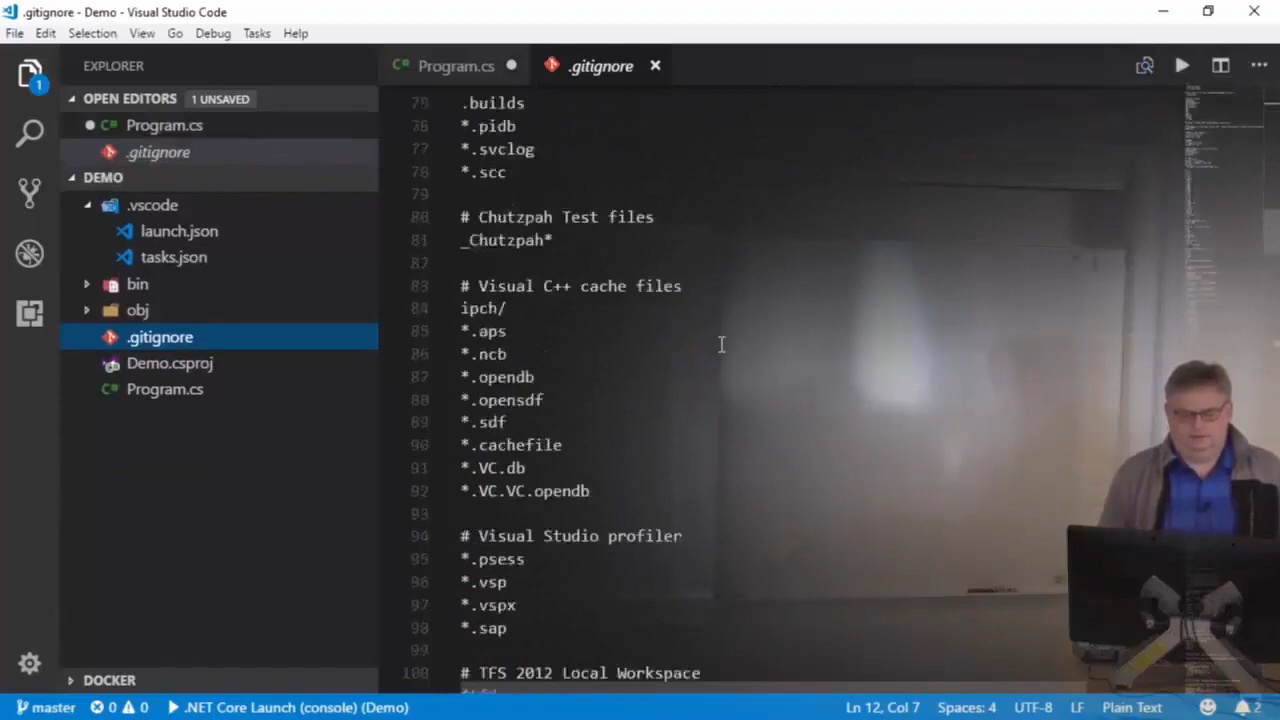 .gitignore - Demo - Visual Studio Code
File Edit Selection View Go Debug Tasks Help
EXPLORER
Program.cs
.gitignore
1
OPEN EDITORS 1 UNSAVED
Program.cs
.gitignore
DEMO
.vscode
launch.json
tasks.json
bin
obj
.gitignore
Demo.csproj
Program.cs
DOCKER
75 .builds
76 *.pidb
77 *.svclog
78 *.scc
79
80 # Chutzpah Test files
81 _Chutzpah*
82
83 # Visual C++ cache files
84 ipch/
85 *.aps
86 *.ncb
87 *.opendb
88 *.opensdf
89 *.sdf
90 *.cachefile
91 *.VC.db
92 *.VC.VC.opendb
93
94 # Visual Studio profiler
95 *.psess
96 *.vsp
97 *.vspx
98 *.sap
99
100 # TFS 2012 Local Workspace
master 0 0 .NET Core Launch (console) (Demo) Ln 12, Col 7 Spaces: 4 UTF-8 LF Plain Text 2